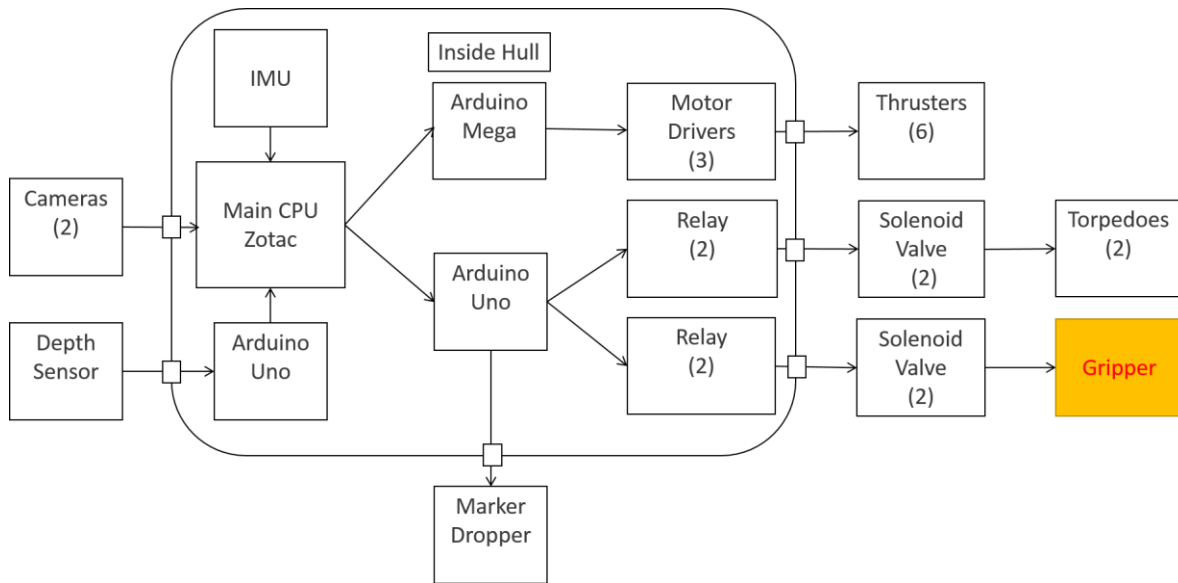 Inside Hull
IMU
Arduino
Mega
Motor
Drivers
(3)
Thrusters
(6)
Cameras
(2)
Main CPU
Zotac
Relay
(2)
Solenoid
Valve
(2)
Torpedoes
(2)
Arduino
Uno
Depth
Sensor
Arduino
Uno
Relay
(2)
Solenoid
Valve
(2)
Gripper
Marker
Dropper